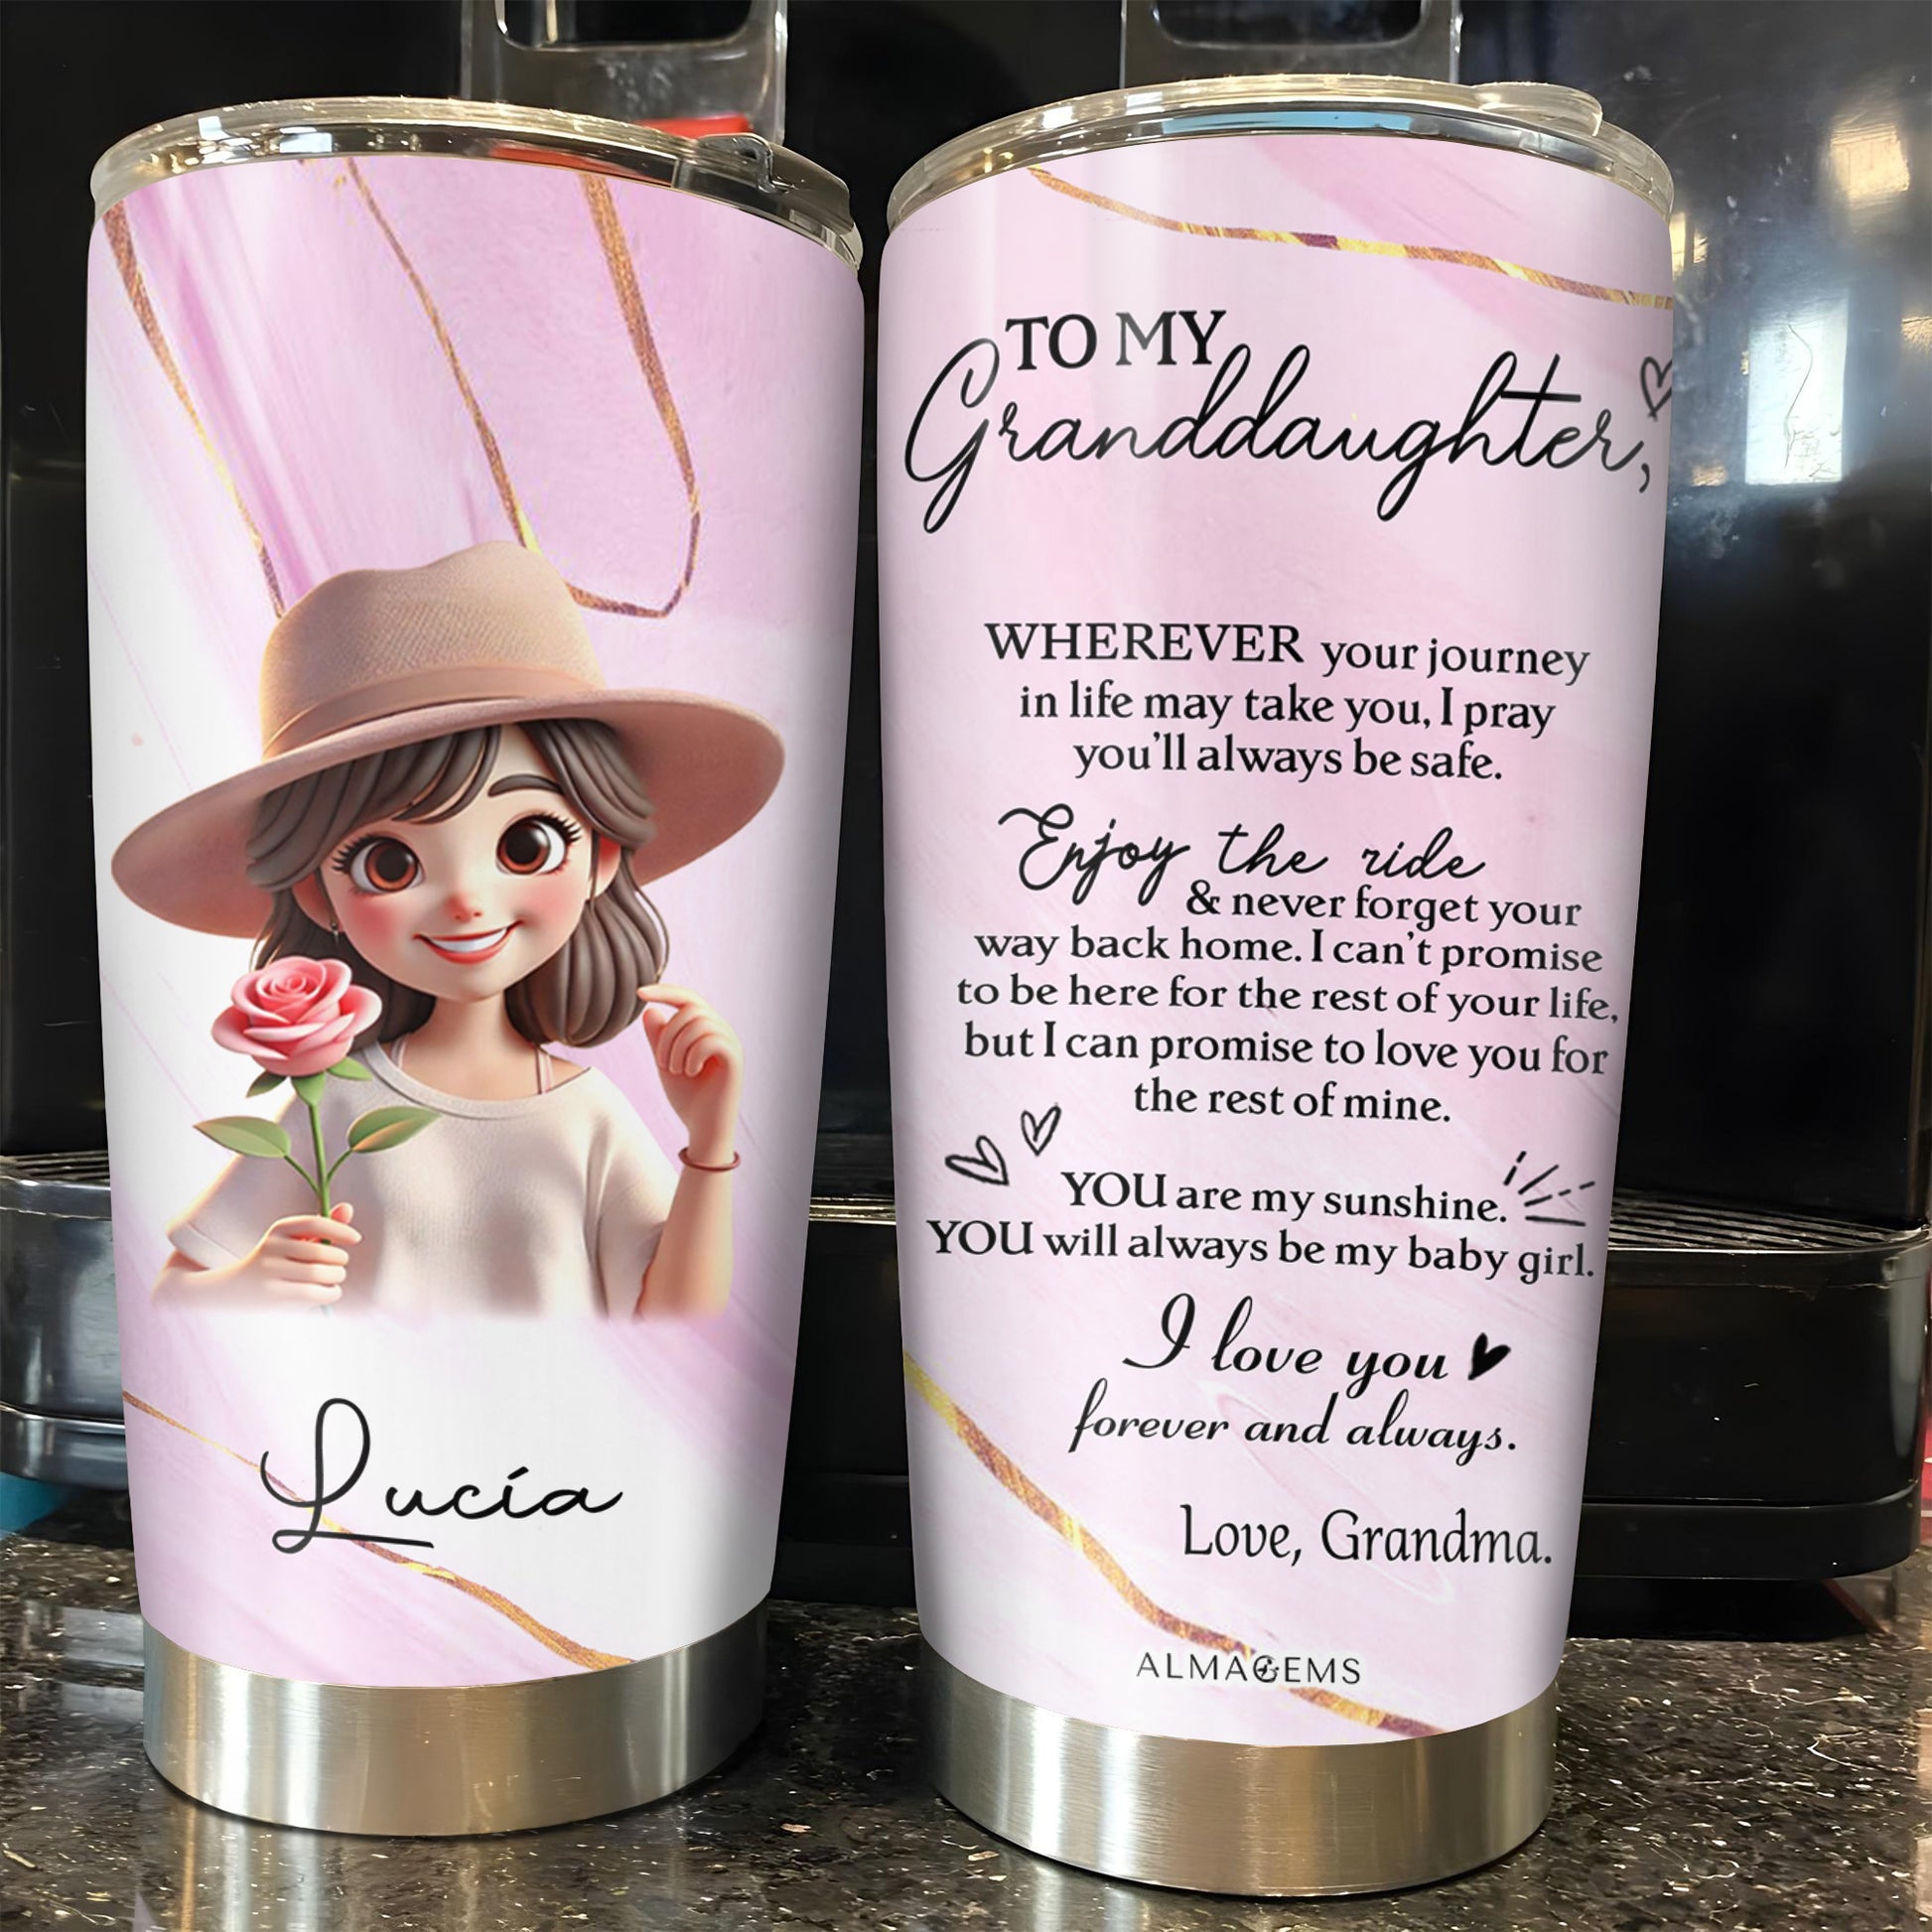 Lucía
TO MY
Granddaughter,
WHEREVER your journey
in life may take you, I pray
you'll always be safe.
Enjoy the ride
& never forget your
way back home. I can't promise
to be here for the rest of your life,
but I can promise to love you for
the rest of mine.
YOU are my sunshine.
YOU will always be my baby girl.
I love you
forever and always.
Love, Grandma.
ALMAGEMS